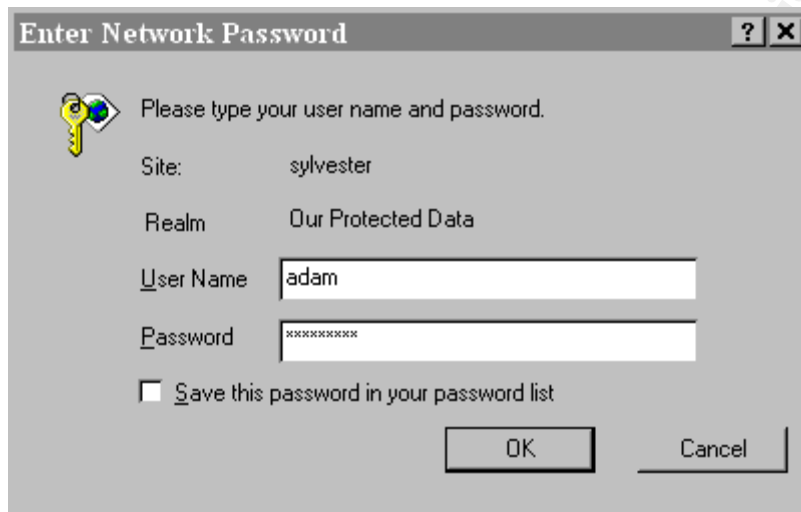 Enter Network Password
Please type your user name and password.
Site: sylvester
Realm Our Protected Data
User Name adam
Password *********
Save this password in your password list
OK Cancel